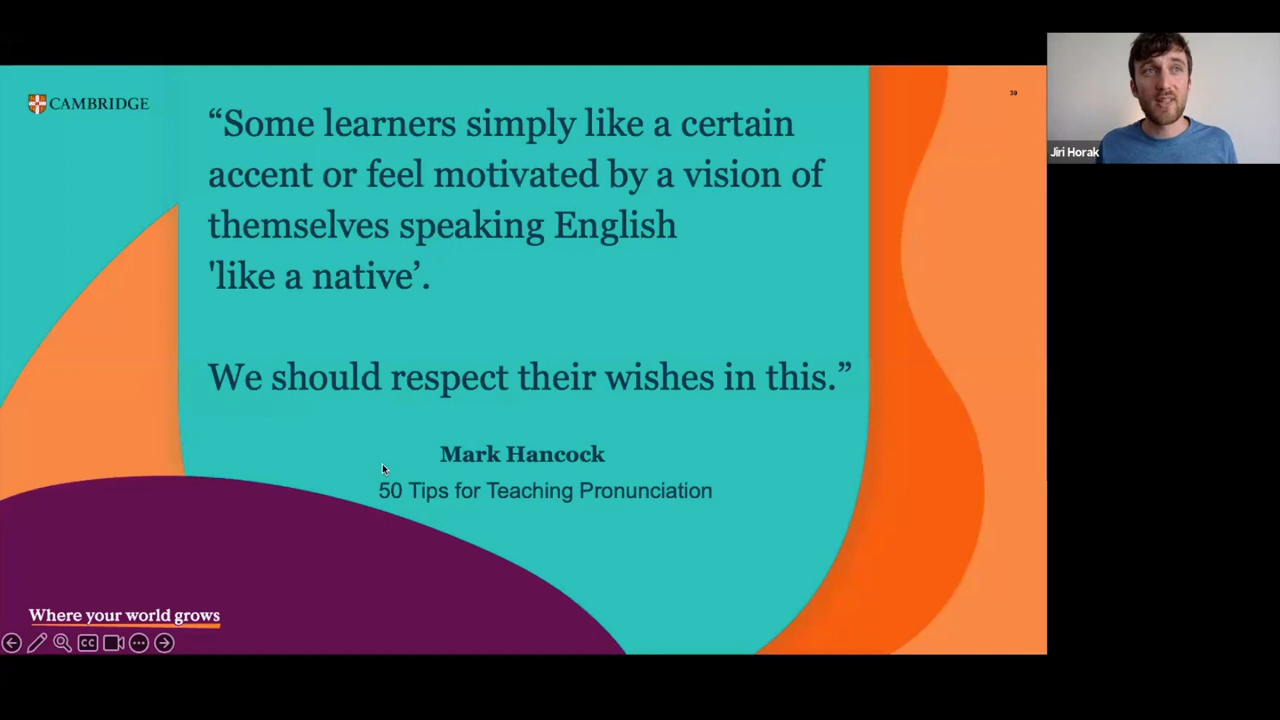 CAMBRIDGE
39
“Some learners simply like a certain
accent or feel motivated by a vision of
themselves speaking English
'like a native’.
We should respect their wishes in this.”
Mark Hancock
50 Tips for Teaching Pronunciation
Where your world grows
CC
Jiri Horak